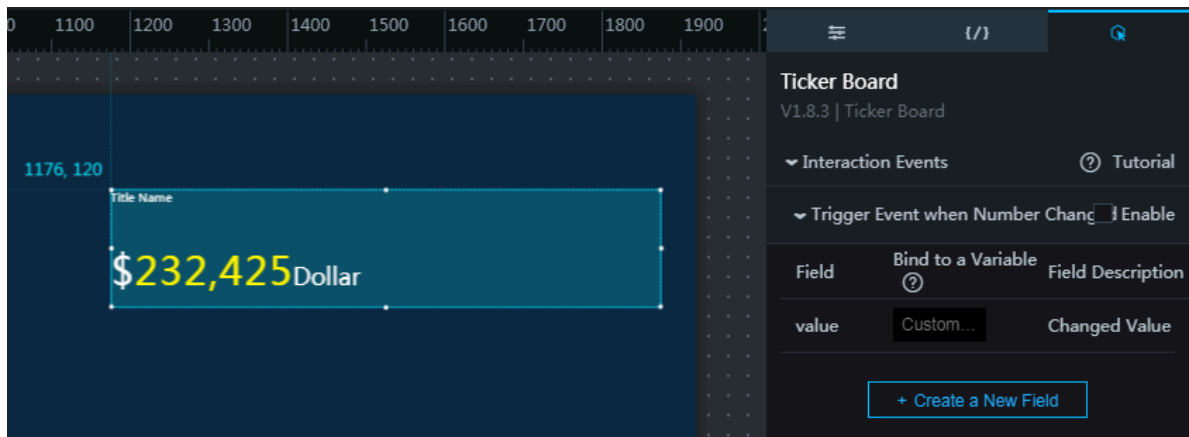 0 1100 1200 1300 1400 1500 1600 1700 1800 1900
{/}
Ticker Board
V1.8.3 | Ticker Board
1176, 120
Interaction Events ? Tutorial
Title Name
Trigger Event when Number Enable
$232,425Dollar
Field Bind to a Variable ? Field Description
value Custom... Changed Value
+ Create a New Field